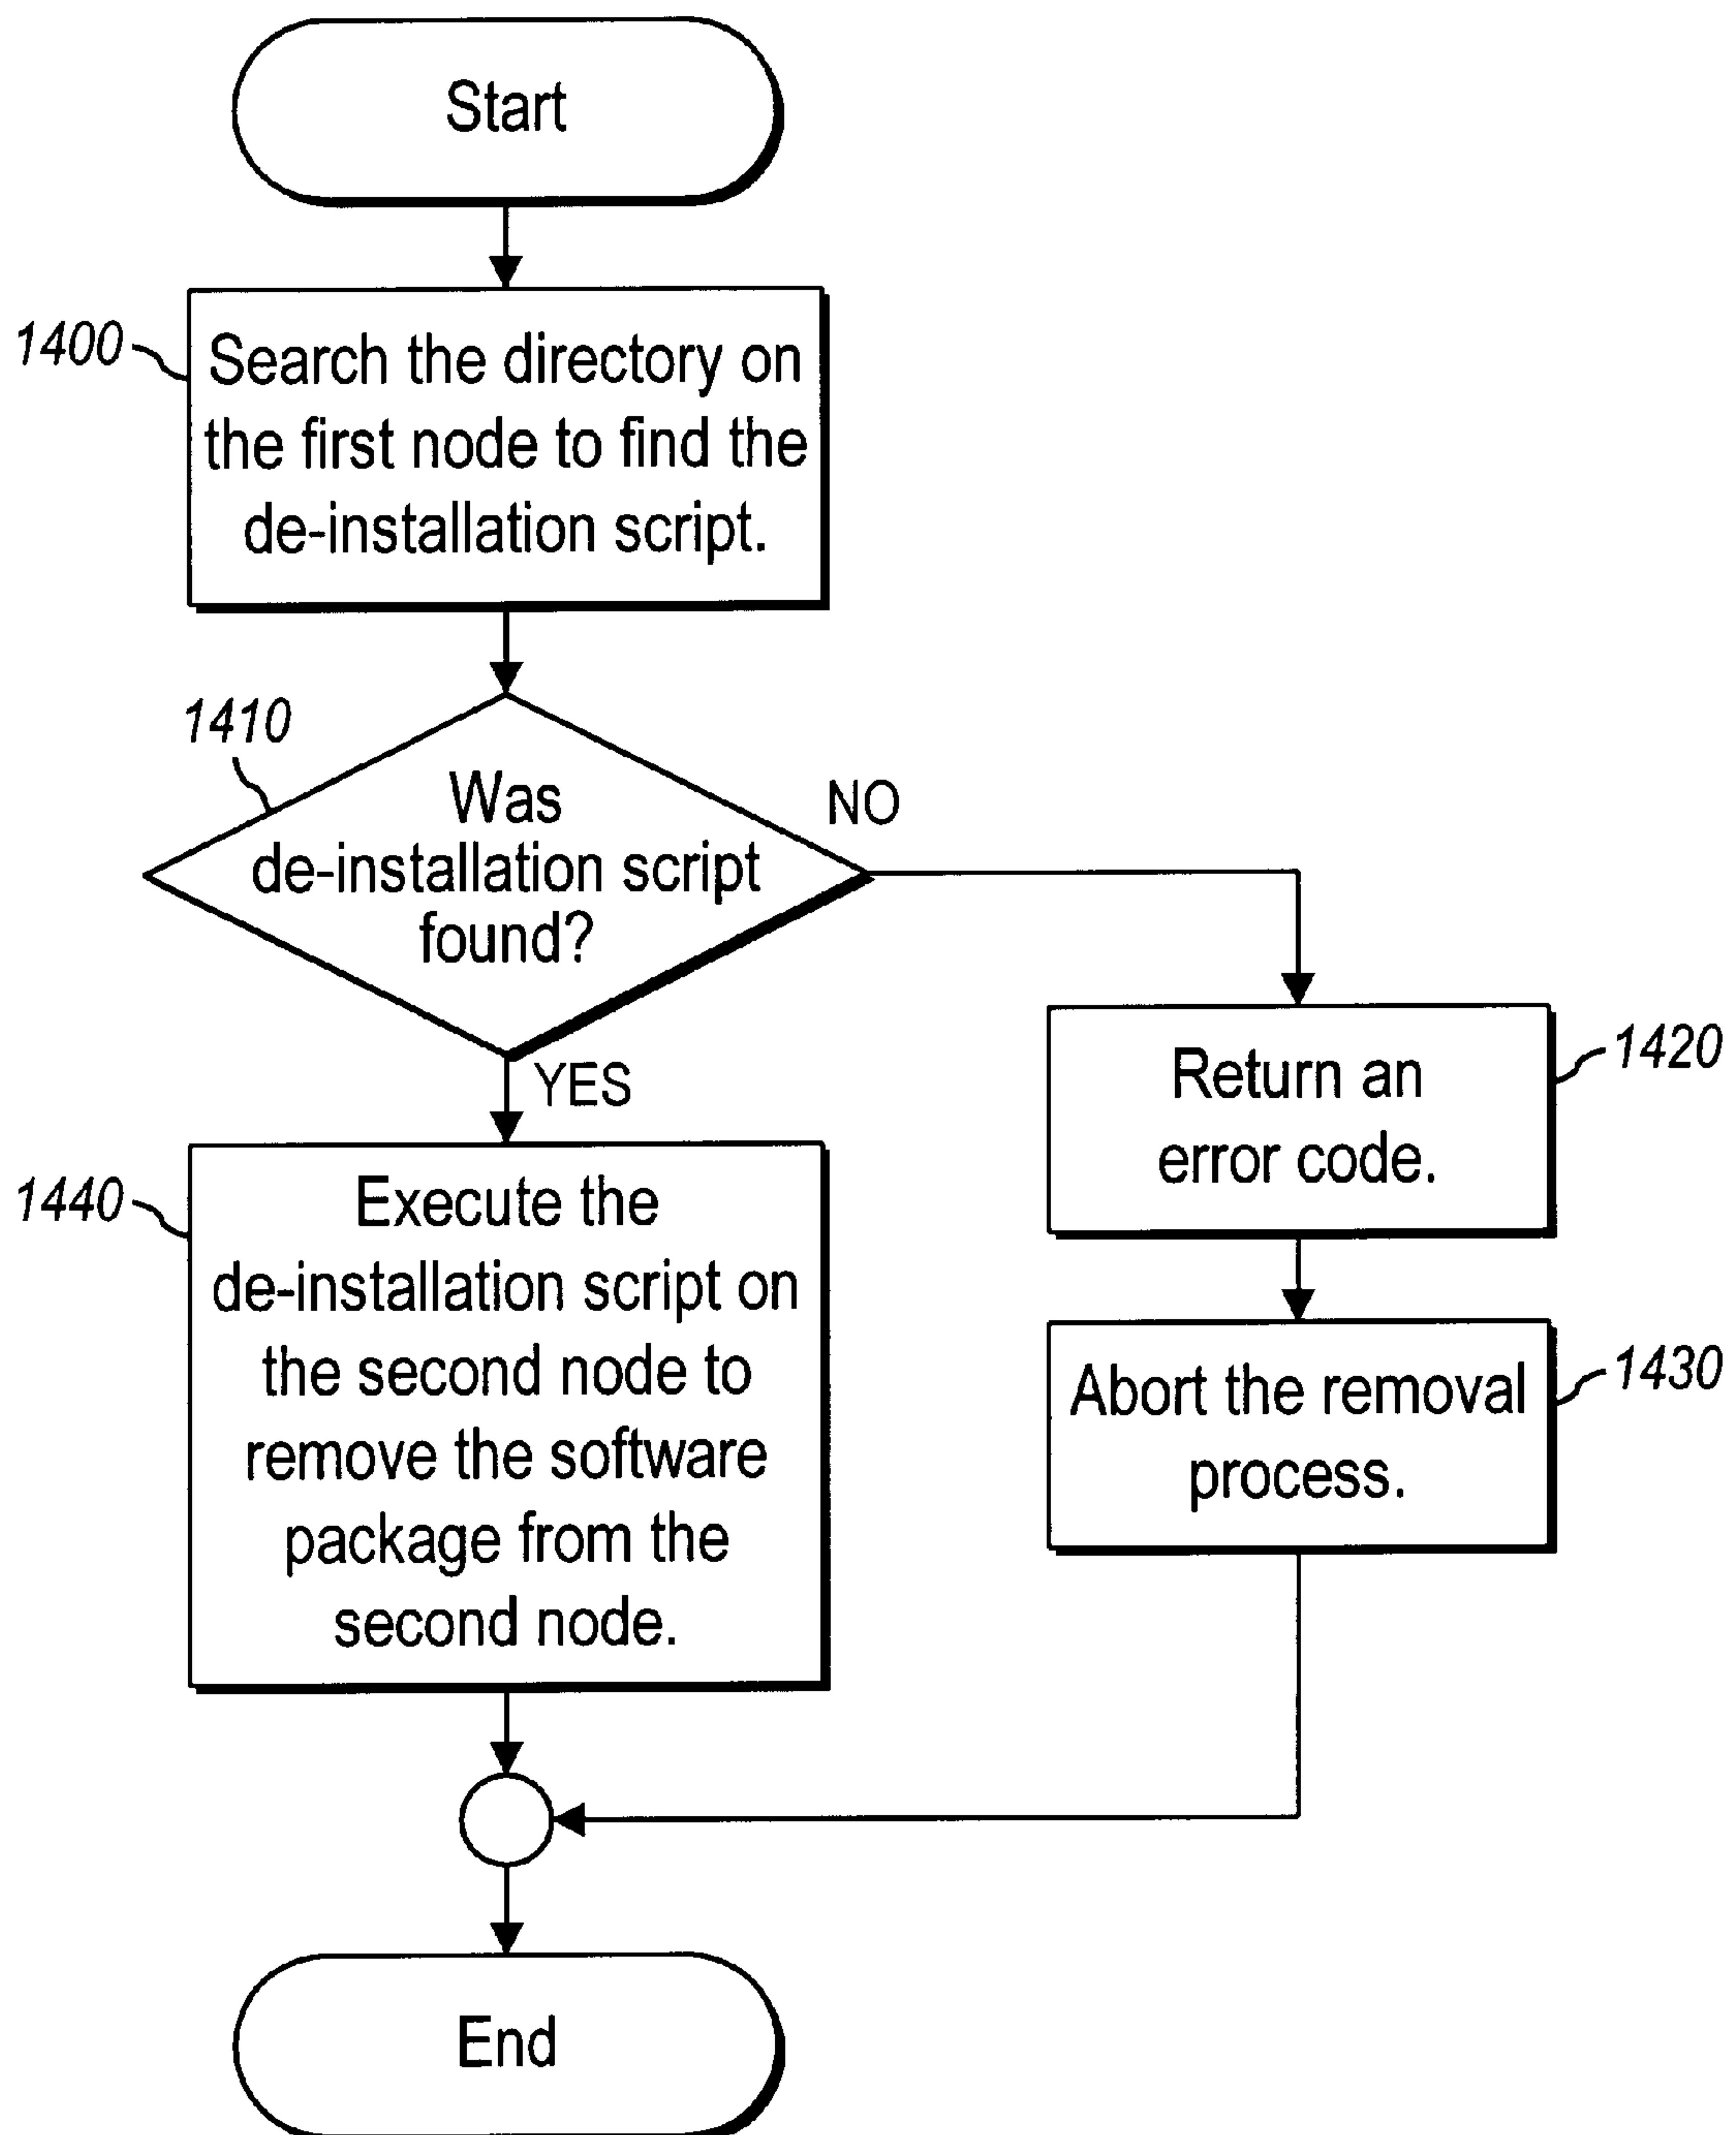 Start
1400
Search the directory on
the first node to find the
de-installation script.
1410
Was
de-installation script
found?
NO
YES
1420
Return an
error code.
1440
Execute the
de-installation script on
the second node to
remove the software
package from the
second node.
1430
Abort the removal
process.
End